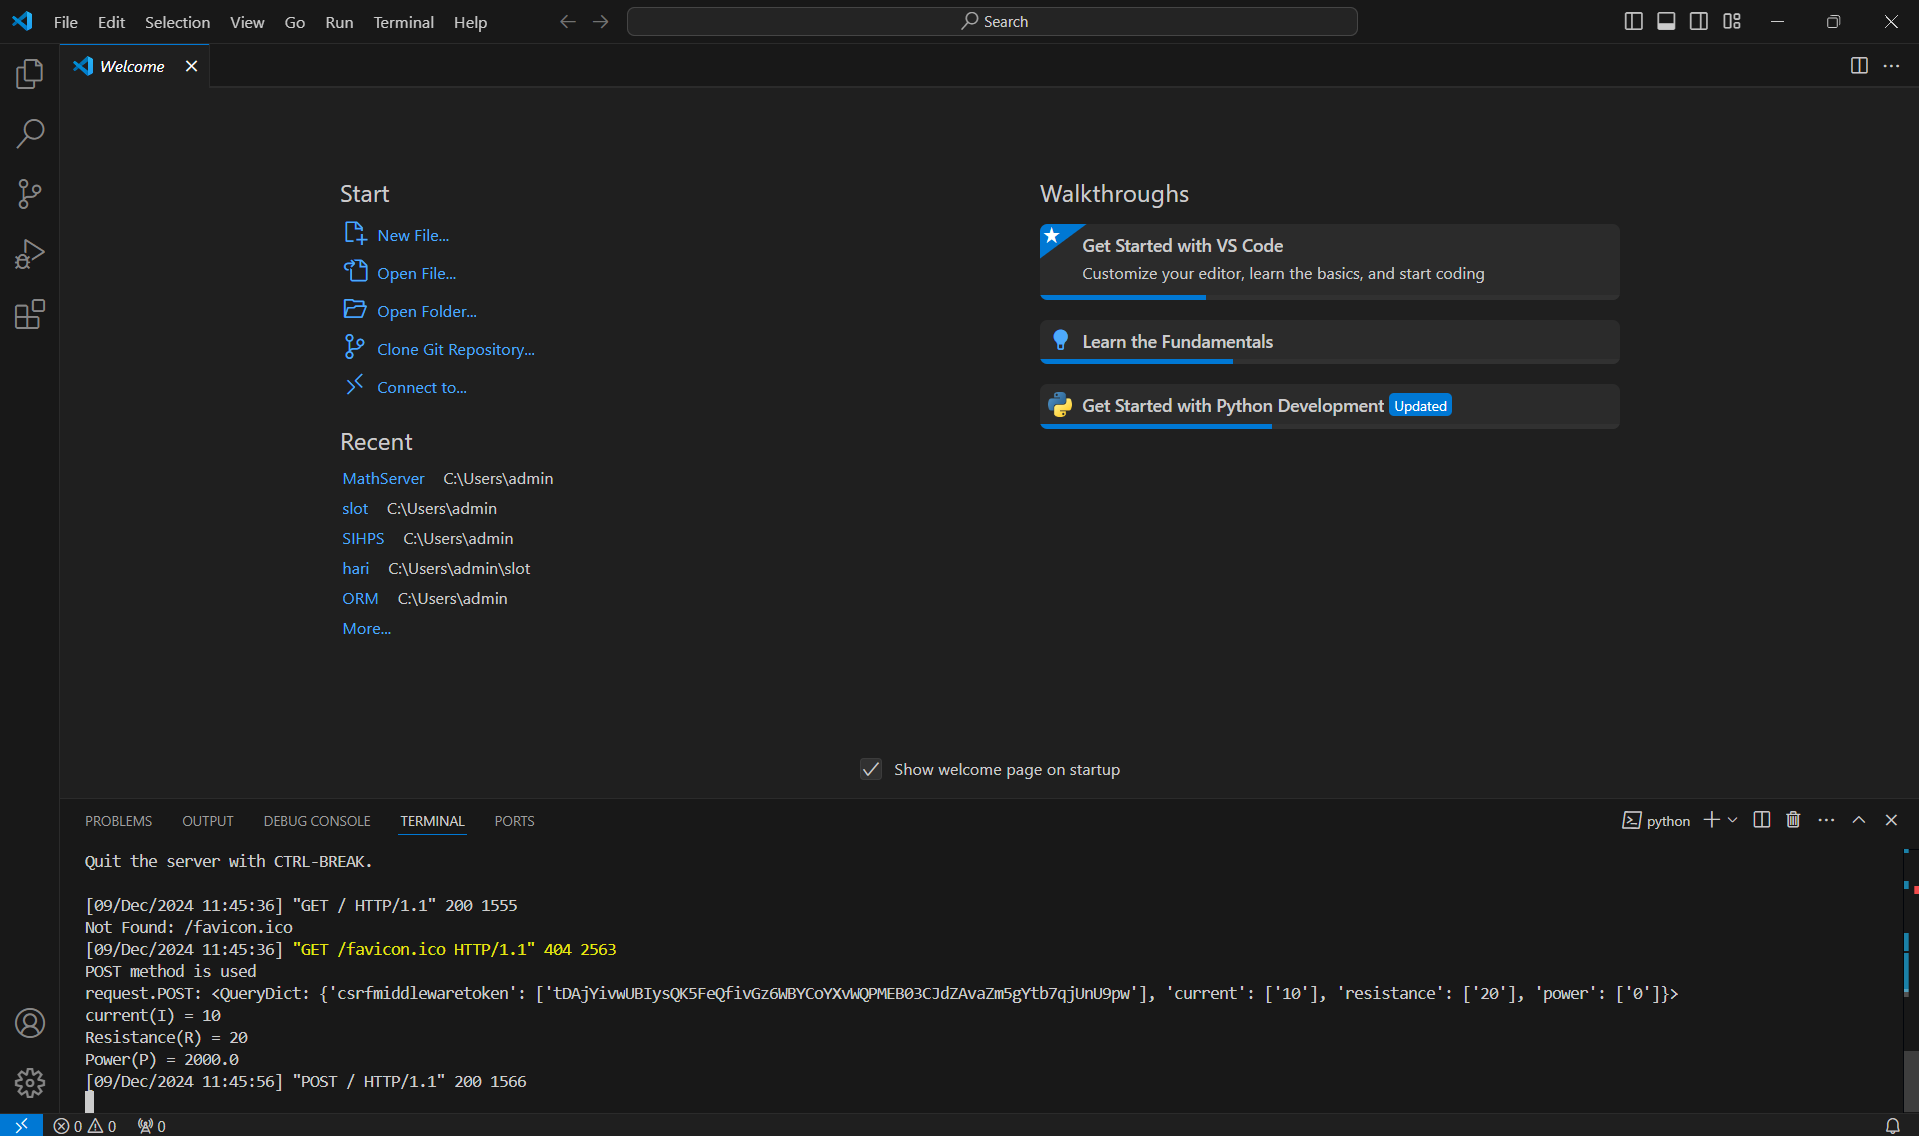 File Edit Selection View Go Run Terminal Help
Search
Welcome
Start
New File...
Open File...
Open Folder...
Clone Git Repository...
Connect to...
Recent
MathServer C:\Users\admin
slot C:\Users\admin
SIHPS C:\Users\admin
hari C:\Users\admin\slot
ORM C:\Users\admin
More...
Walkthroughs
Get Started with VS Code
Customize your editor, learn the basics, and start coding
Learn the Fundamentals
Get Started with Python Development Updated
Show welcome page on startup
PROBLEMS OUTPUT DEBUG CONSOLE TERMINAL PORTS
python
Quit the server with CTRL-BREAK.
[09/Dec/2024 11:45:36] "GET / HTTP/1.1" 200 1555
Not Found: /favicon.ico
[09/Dec/2024 11:45:36] "GET /favicon.ico HTTP/1.1" 404 2563
POST method is used
request.POST: <QueryDict: {'csrfmiddlewaretoken': ['tDAjYivwUBIysQK5FeQfivGz6WBYCoYXvWQPMEB03CJdZAvaZm5gYtb7qjUnU9pw'], 'current': ['10'], 'resistance': ['20'], 'power': ['0']}>
current(I) = 10
Resistance(R) = 20
Power(P) = 2000.0
[09/Dec/2024 11:45:56] "POST / HTTP/1.1" 200 1566
0 0 0